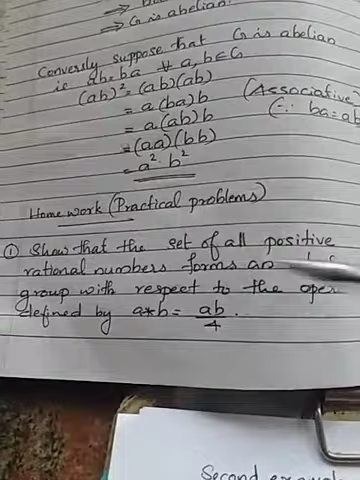 ⇒ G is abelian
Conversly suppose that G is abelian
ie ab = ba ∀ a, b ∈ G
(ab)² = (ab)(ab)
= a(ba)b (Associative
= a(ab)b (∵ ba = ab
= (aa)(bb)
= a² · b²
Home work (Practical problems)
① Show that the set of all positive
rational numbers forms an
group with respect to the oper
defined by a*b = ab/4 .
Second